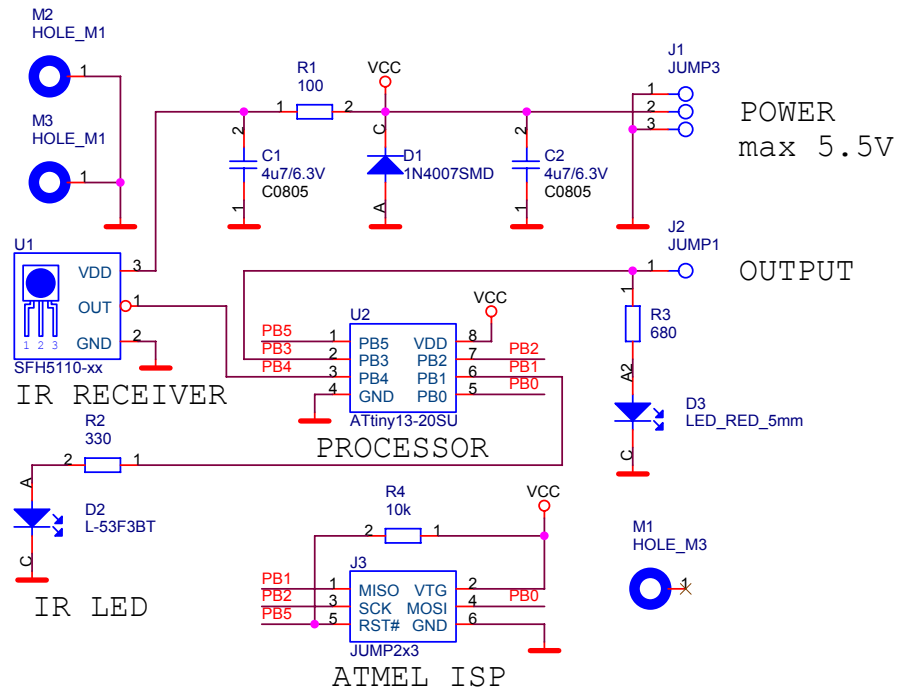 M2
HOLE_M1
1
M3
HOLE_M1
1
R1
100
1 2
VCC
J1
JUMP3
1
2
3
POWER
max 5.5V
2
C1
4u7/6.3V
C0805
1
C
D1
1N4007SMD
A
2
C2
4u7/6.3V
C0805
1
U1
VDD 3
OUT 1
GND 2
1 2 3
SFH5110-xx
IR RECEIVER
J2
JUMP1
1
OUTPUT
1
R3
680
A2
D3
LED_RED_5mm
C
VCC
U2
PB5 1 PB5 VDD 8
PB3 2 PB3 PB2 7 PB2
PB4 3 PB4 PB1 6 PB1
4 GND PB0 5 PB0
ATtiny13-20SU
PROCESSOR
R2
330
2 1
A
D2
L-53F3BT
C
IR LED
R4
10k
2 1
VCC
J3
PB1 1 MISO VTG 2
PB2 3 SCK MOSI 4 PB0
PB5 5 RST# GND 6
JUMP2x3
ATMEL ISP
M1
HOLE_M3
1